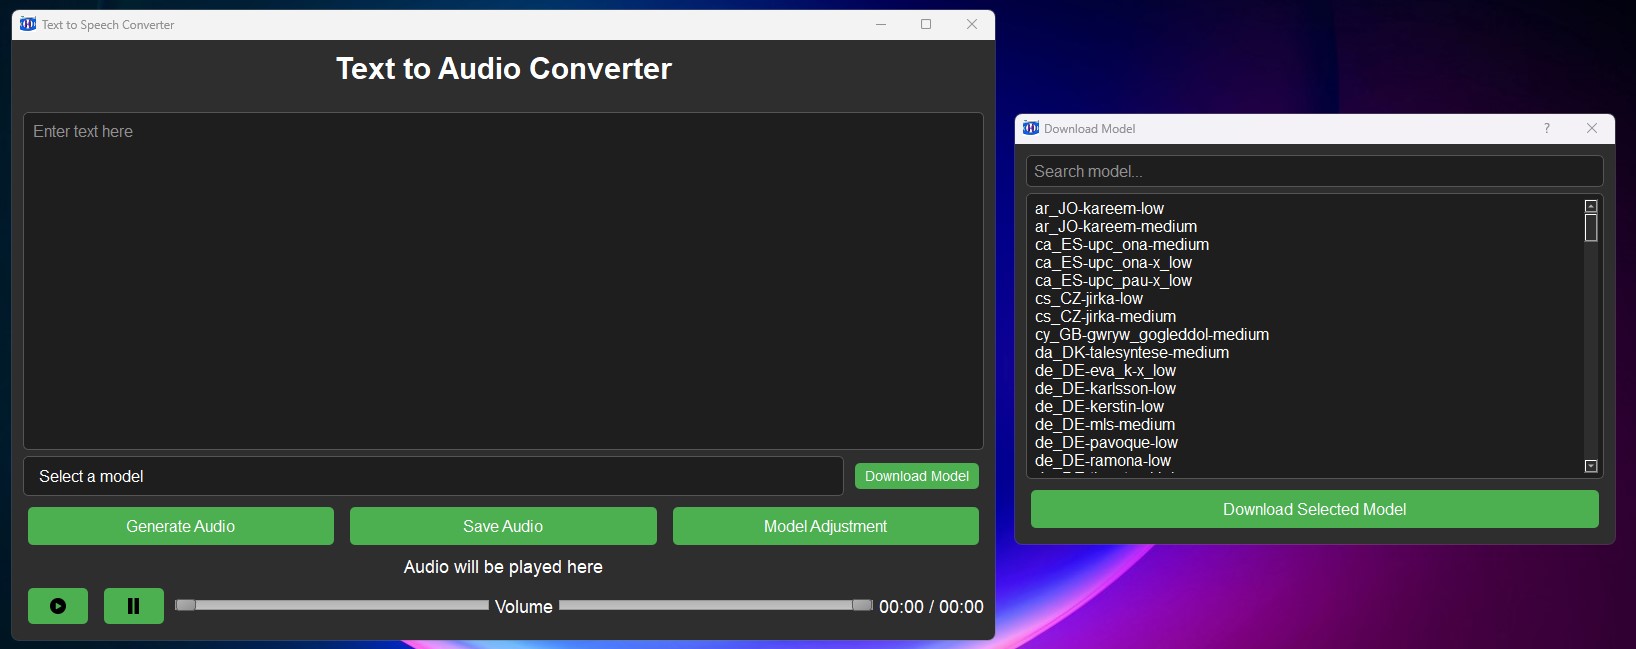 Text to Speech Converter
Text to Audio Converter
Enter text here
Select a model
Download Model
Generate Audio
Save Audio
Model Adjustment
Audio will be played here
Volume
00:00 / 00:00
Download Model
?
Search model...
ar_JO-kareem-low
ar_JO-kareem-medium
ca_ES-upc_ona-medium
ca_ES-upc_ona-x_low
ca_ES-upc_pau-x_low
cs_CZ-jirka-low
cs_CZ-jirka-medium
cy_GB-gwryw_gogleddol-medium
da_DK-talesyntese-medium
de_DE-eva_k-x_low
de_DE-karlsson-low
de_DE-kerstin-low
de_DE-mls-medium
de_DE-pavoque-low
de_DE-ramona-low
Download Selected Model